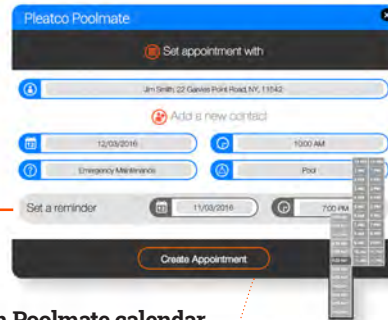 Pleatco Poolmate
Set appointment with
Jim Smith, 22 Garvies Point Road, NY, 11542
Add a new contact
12/03/2016
10:00 AM
Emergency Maintenance
Pool
Set a reminder
11/03/2016
7:00 PM
Create Appointment
Poolmate calendar